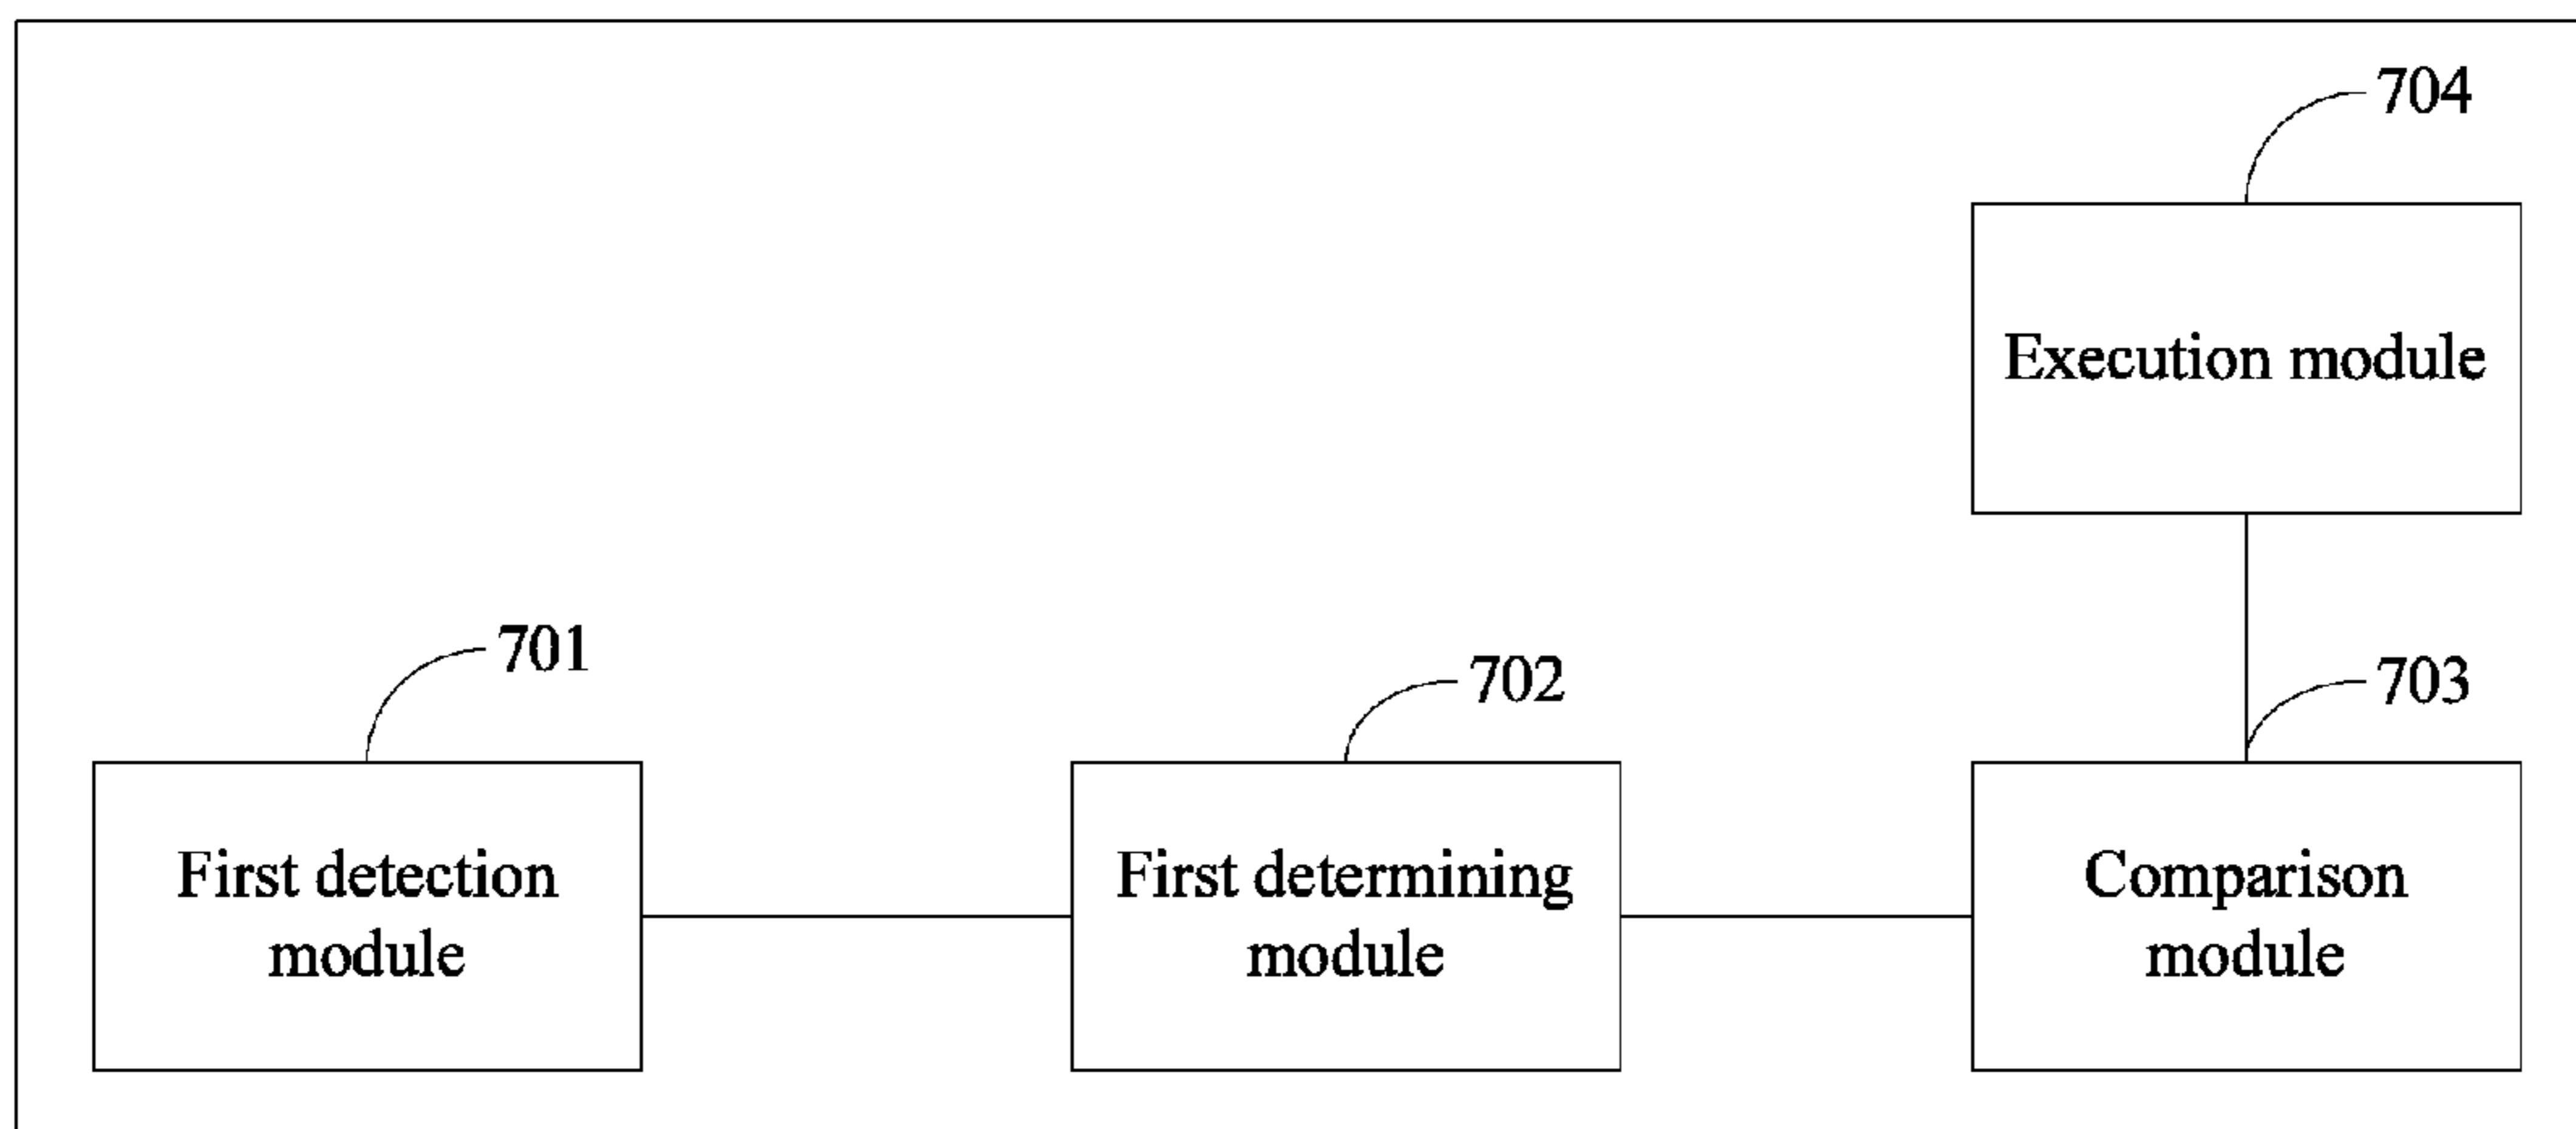 704
Execution module
701
702
703
First detection
module
First determining
module
Comparison
module